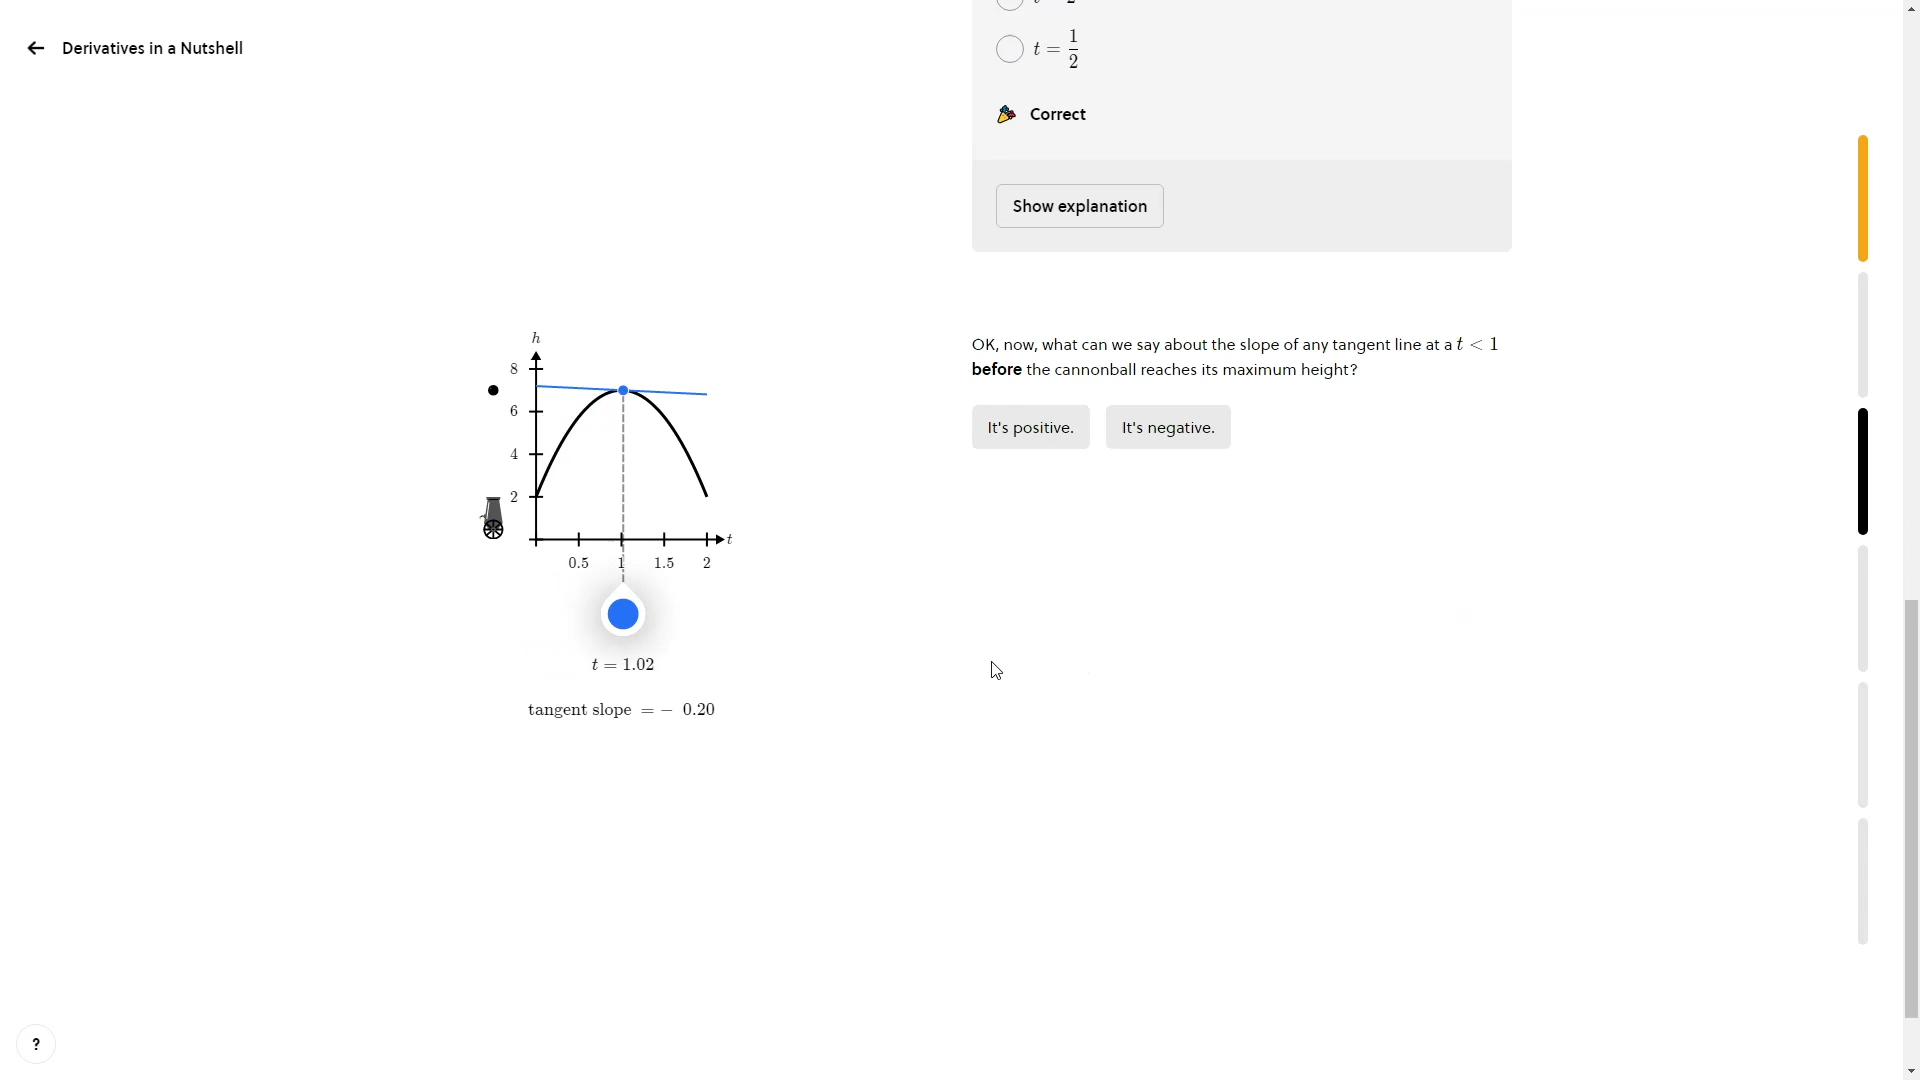 Derivatives in a Nutshell
t = 1/2
Correct
Show explanation
OK, now, what can we say about the slope of any tangent line at a t < 1
before the cannonball reaches its maximum height?
It's positive. It's negative.
h
8
6
4
2
t
0.5 1 1.5 2
t = 1.02
tangent slope = − 0.20
?